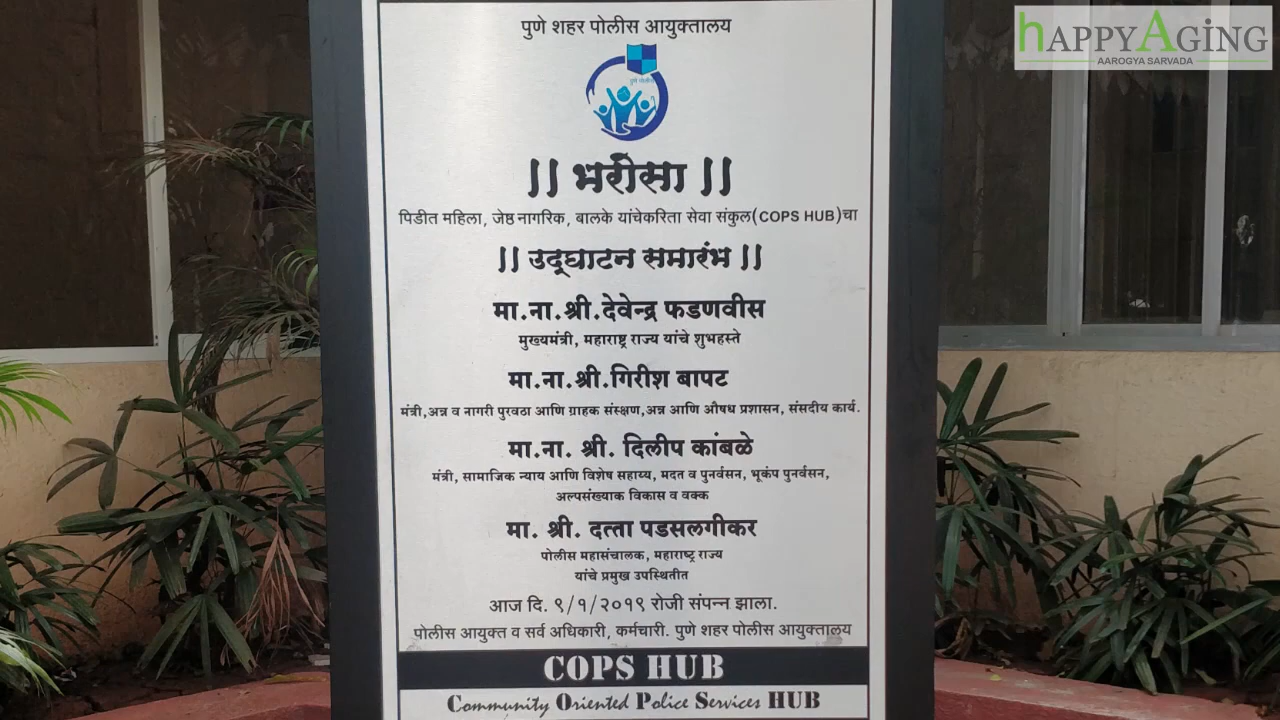 hAPPYAGiNG
AAROGYA SARVADA
पुणे शहर पोलीस आयुक्तालय
पुणे पोलीस
|| भरोसा ||
पिडीत महिला, जेष्ठ नागरिक, बालके यांचेकरिता सेवा संकुल(COPS HUB)चा
|| उद्घाटन समारंभ ||
मा.ना.श्री.देवेन्द्र फडणवीस
मुख्यमंत्री, महाराष्ट्र राज्य यांचे शुभहस्ते
मा.ना.श्री.गिरीश बापट
मंत्री,अन्न व नागरी पुरवठा आणि ग्राहक संस्क्षण,अन्न आणि औषध प्रशासन, संसदीय कार्य.
मा.ना. श्री. दिलीप कांबळे
मंत्री, सामाजिक न्याय आणि विशेष सहाय्य, मदत व पुनर्वसन, भूकंप पुनर्वसन,
अल्पसंख्याक विकास व वक्क
मा. श्री. दत्ता पडसलगीकर
पोलीस महासंचालक, महाराष्ट्र राज्य
यांचे प्रमुख उपस्थितीत
आज दि. ९/१/२०१९ रोजी संपन्न झाला.
पोलीस आयुक्त व सर्व अधिकारी, कर्मचारी. पुणे शहर पोलीस आयुक्तालय
COPS HUB
Community Oriented Police Services HUB